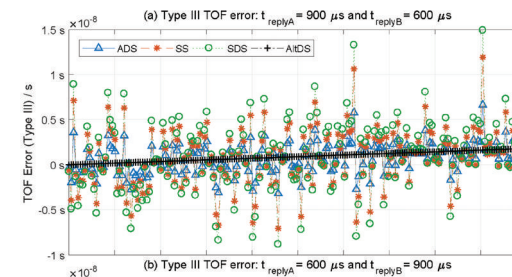 ×10⁻⁸
(a) Type III TOF error: t_replyA = 900 μs and t_replyB = 600 μs
1.5 s
ADS SS SDS AltDS
1 s
0.5 s
0 s
-0.5 s
-1 s
TOF Error (Type III) / s
×10⁻⁸
(b) Type III TOF error: t_replyA = 600 μs and t_replyB = 900 μs